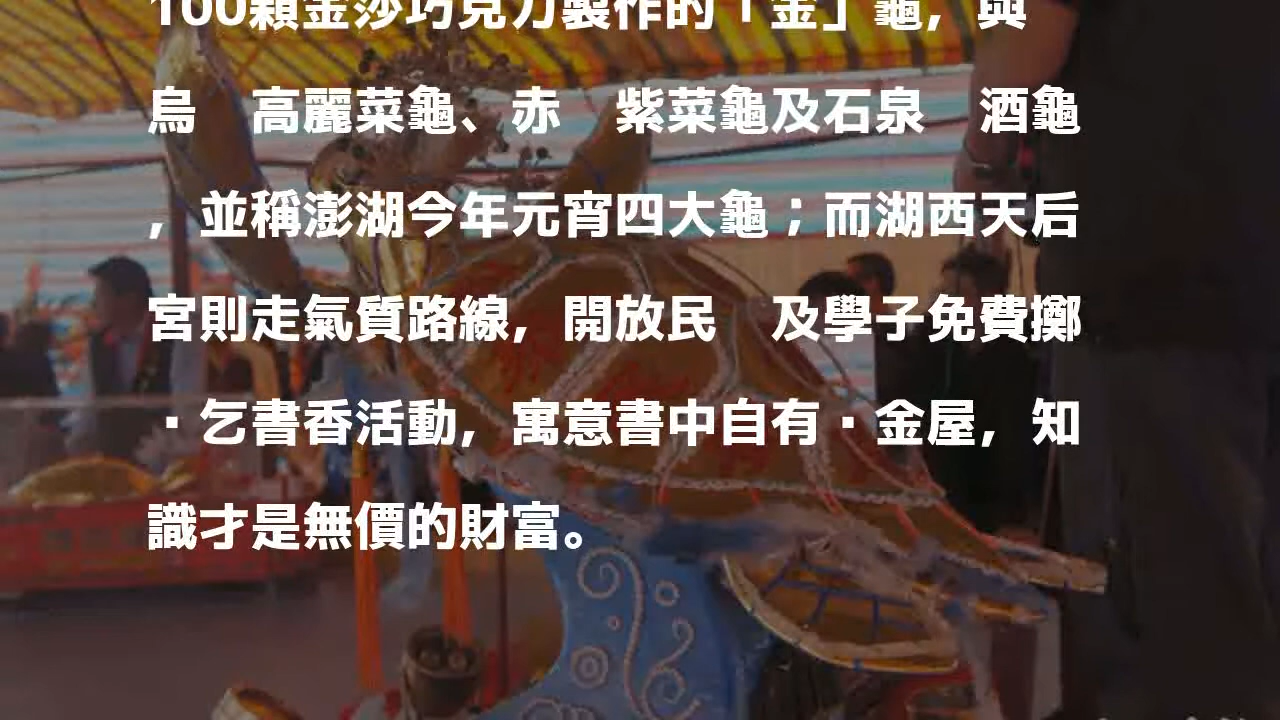 100顆金莎巧克力製作的「金」龜，與
烏　高麗菜龜、赤　紫菜龜及石泉　酒龜
，並稱澎湖今年元宵四大龜；而湖西天后
宮則走氣質路線，開放民　及學子免費擲
・乞書香活動，寓意書中自有・金屋，知
識才是無價的財富。